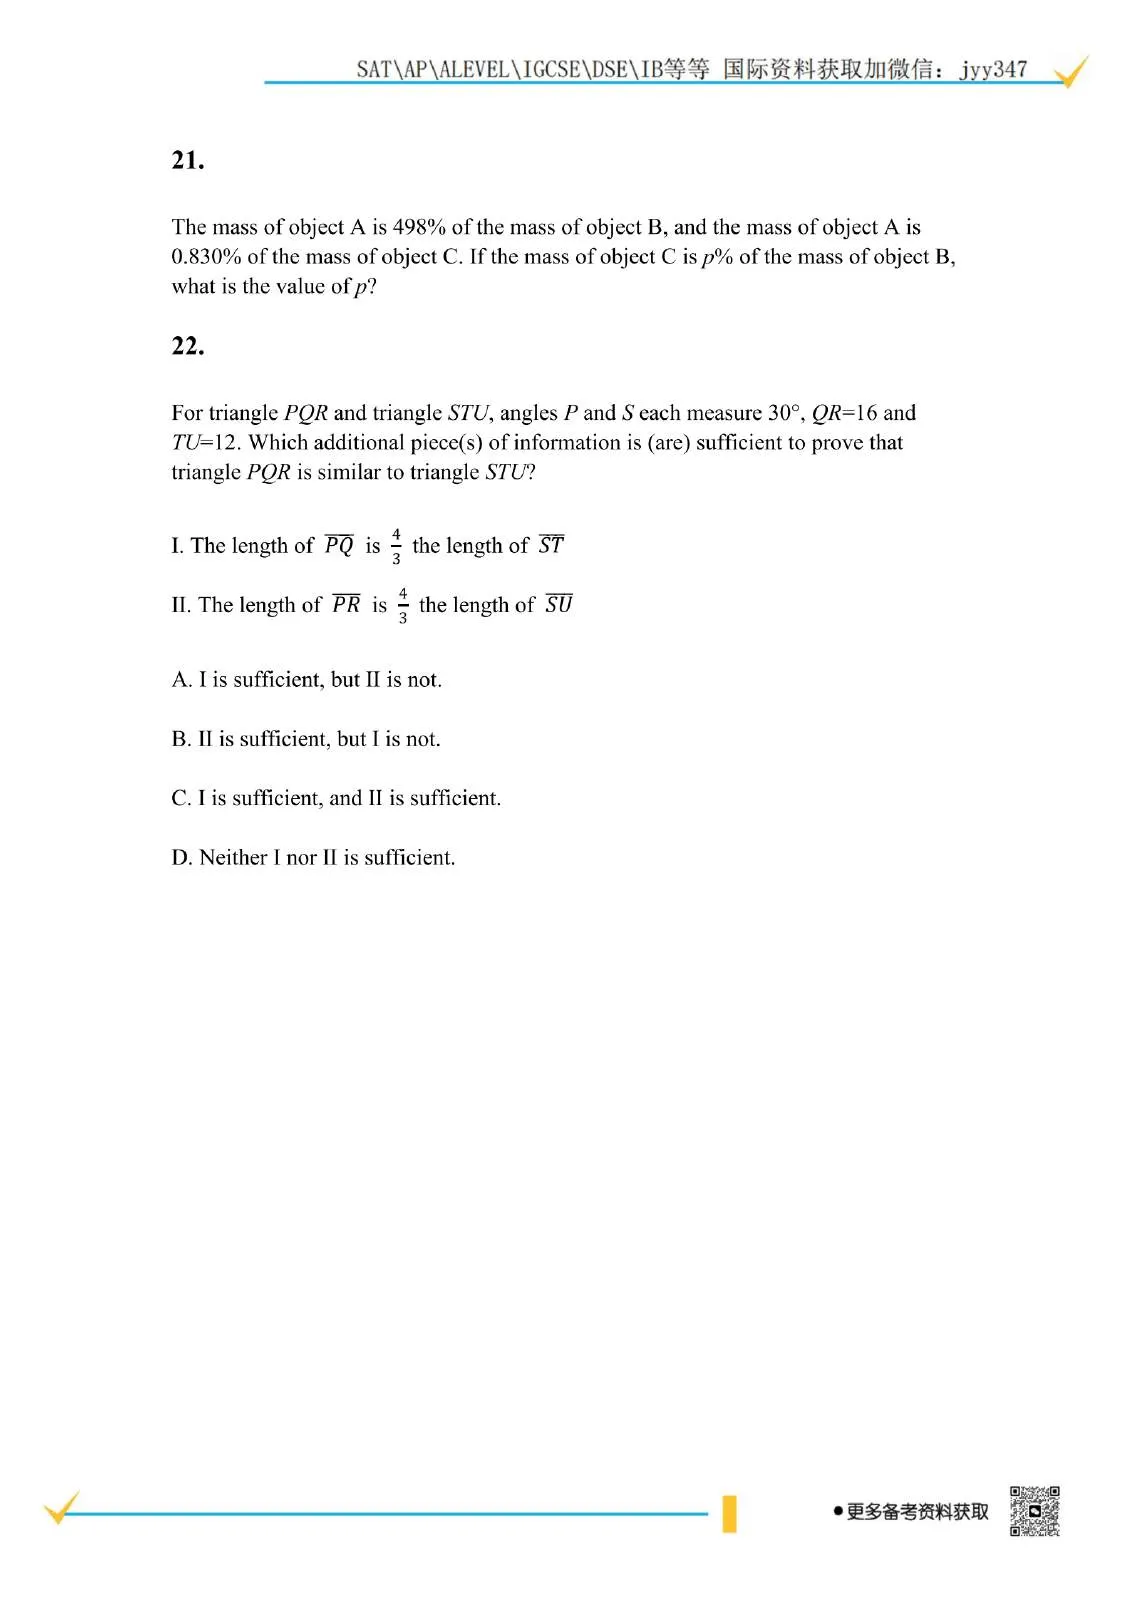 SAT\AP\ALEVEL\IGCSE\DSE\IB等等 国际资料获取加微信：jyy347
21.
The mass of object A is 498% of the mass of object B, and the mass of object A is
0.830% of the mass of object C. If the mass of object C is p% of the mass of object B,
what is the value of p?
22.
For triangle PQR and triangle STU, angles P and S each measure 30°, QR=16 and
TU=12. Which additional piece(s) of information is (are) sufficient to prove that
triangle PQR is similar to triangle STU?
I. The length of P̅Q̅ is 4/3 the length of S̅T̅
II. The length of P̅R̅ is 4/3 the length of S̅U̅
A. I is sufficient, but II is not.
B. II is sufficient, but I is not.
C. I is sufficient, and II is sufficient.
D. Neither I nor II is sufficient.
●更多备考资料获取